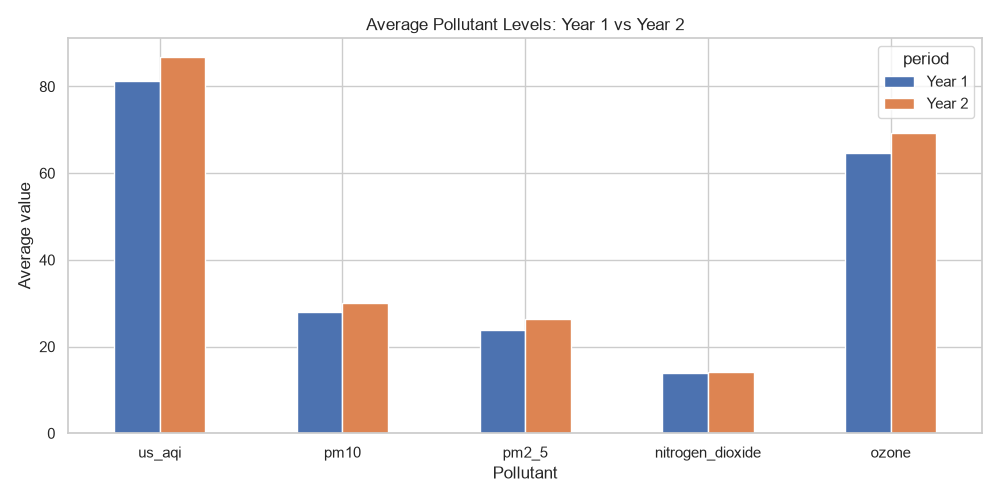 Average Pollutant Levels: Year 1 vs Year 2
period
Year 1
Year 2
Average value
80
60
40
20
0
us_aqi pm10 pm2_5 nitrogen_dioxide ozone
Pollutant